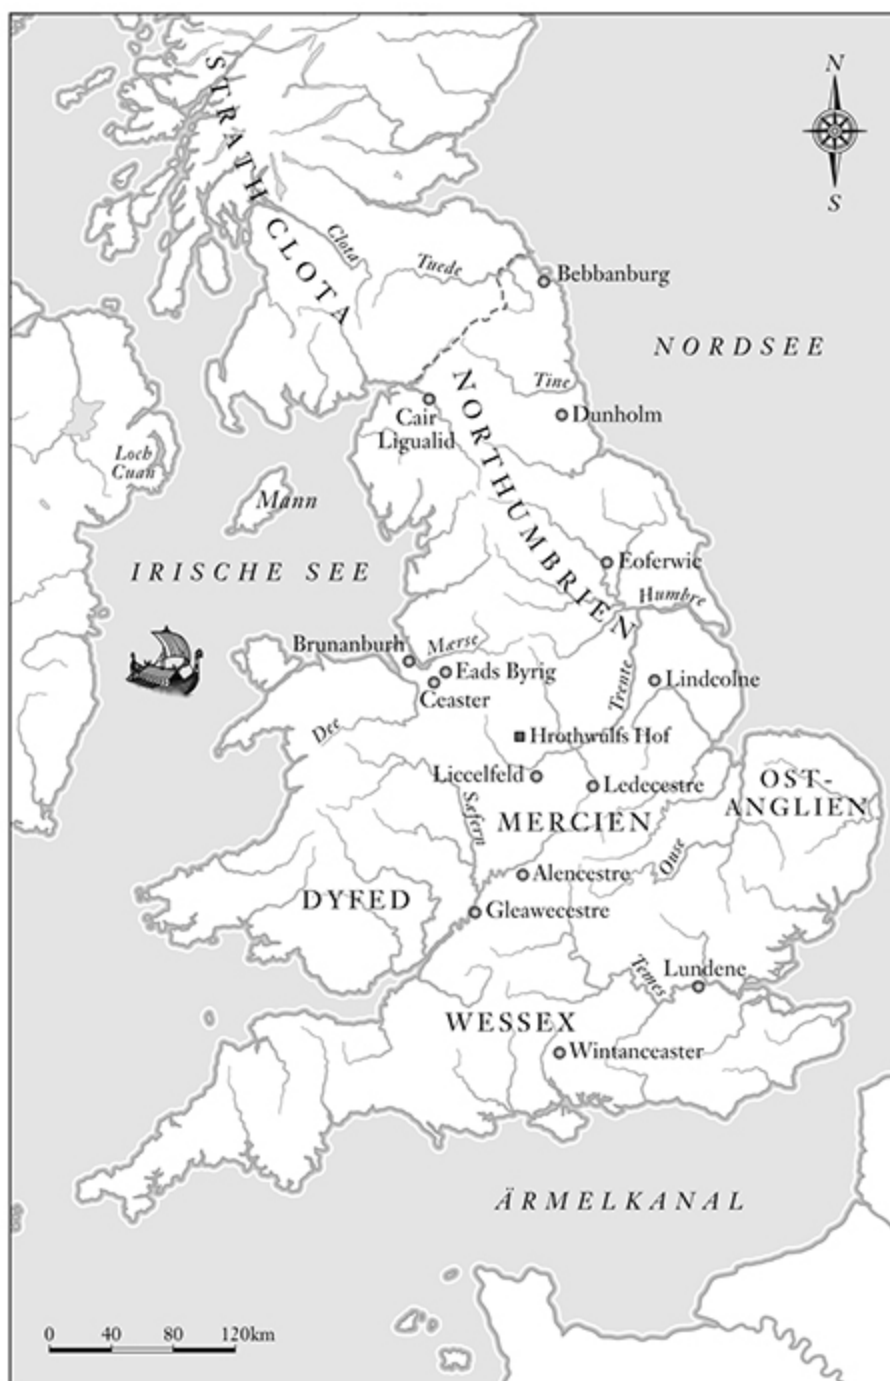 N
S
STRATH CLOTA
Clota
Tuede
Bebbanburg
NORDSEE
Tine
Dunholm
Cair
Ligualid
NORTHUMBRIEN
Loch
Cuan
Mann
Eoferwic
IRISCHE SEE
Humbre
Brunanburh
Mærse
Eads Byrig
Ceaster
Trente
Lindcolne
Dee
Hrothwulfs Hof
Liccelfeld
Ledecestre
OST-
ANGLIEN
Sæfern
MERCIEN
Ouse
Alencestre
DYFED
Gleawecestre
Temes
Lundene
WESSEX
Wintanceaster
ÄRMELKANAL
0 40 80 120km